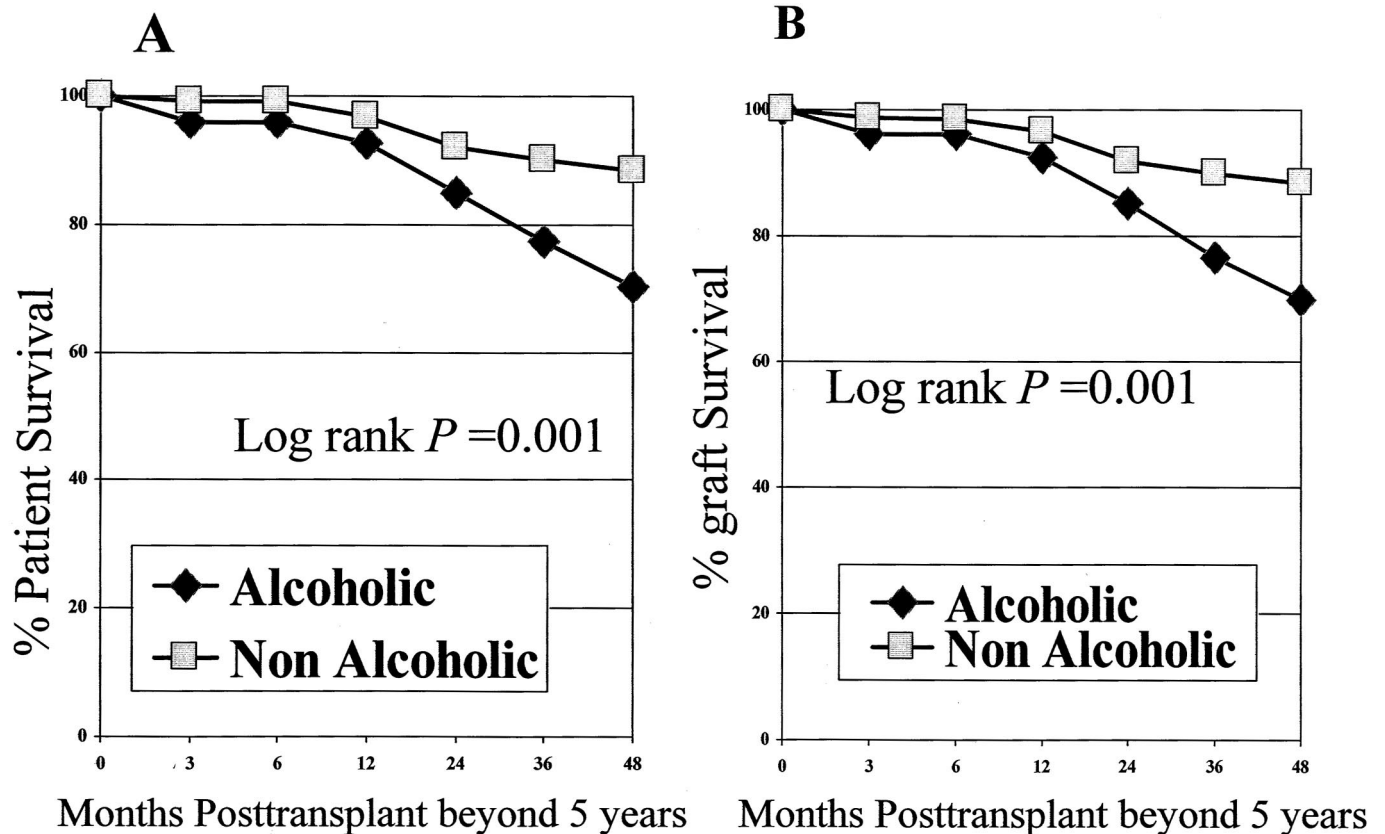 A
% Patient Survival
100
80
60
40
20
0
Log rank P =0.001
Alcoholic
Non Alcoholic
0 3 6 12 24 36 48
Months Posttransplant beyond 5 years
B
% graft Survival
100
80
60
40
20
0
Log rank P =0.001
Alcoholic
Non Alcoholic
0 3 6 12 24 36 48
Months Posttransplant beyond 5 years